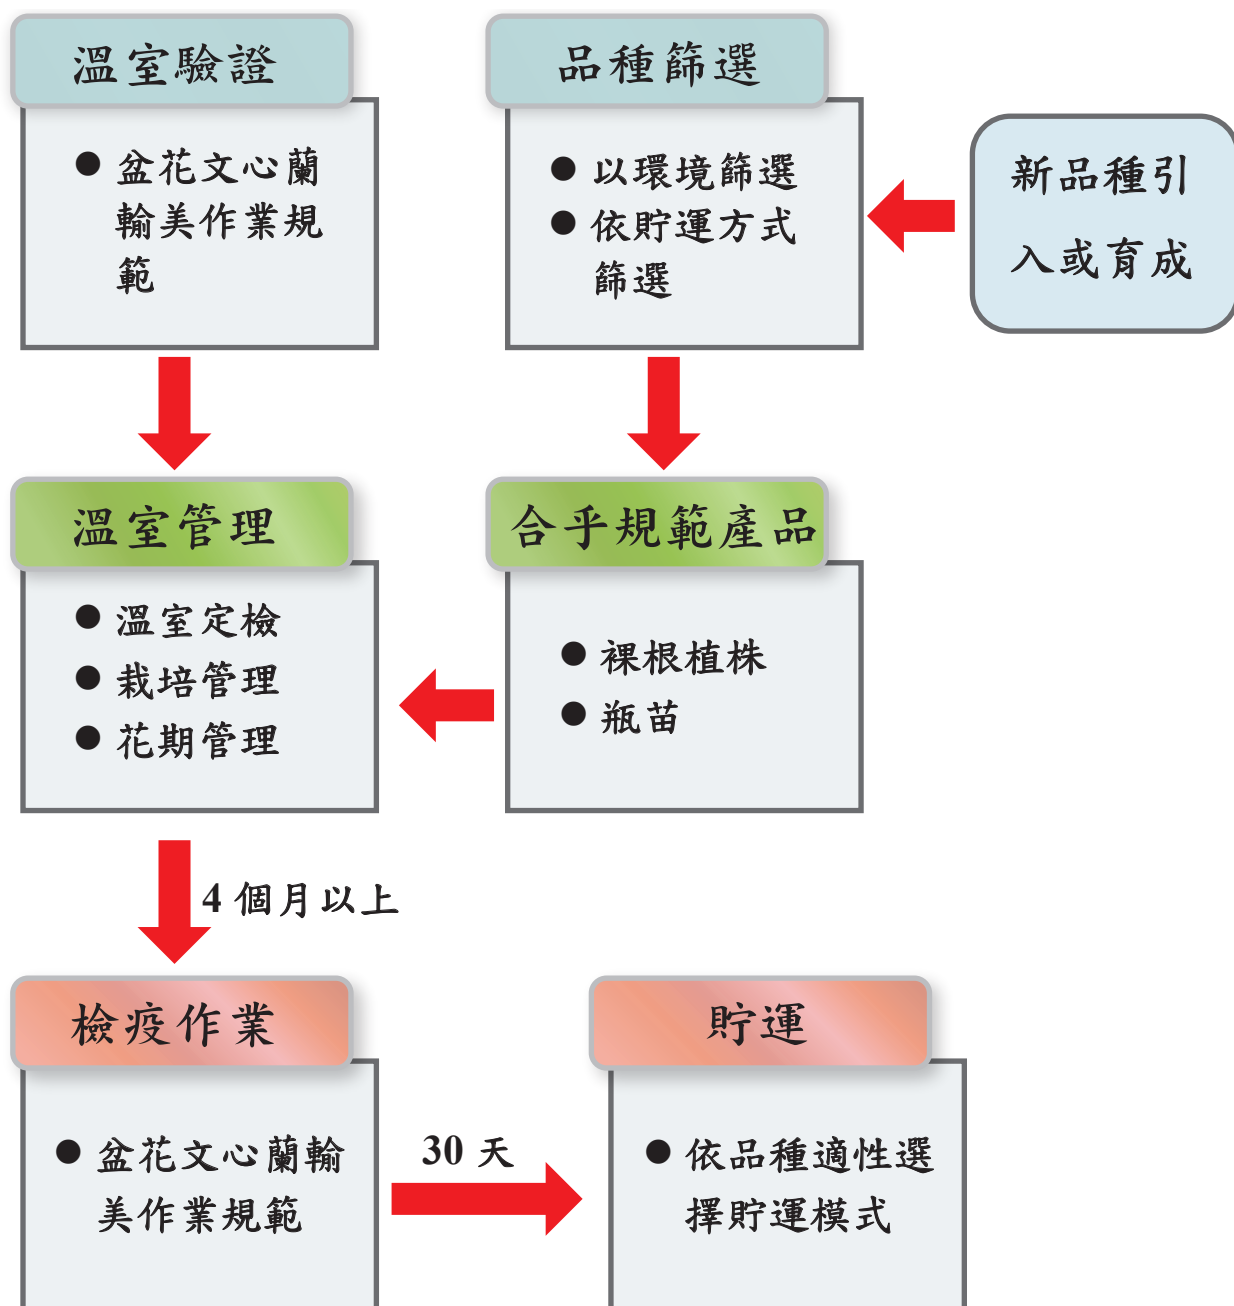 溫室驗證
盆花文心蘭
輸美作業規
範
品種篩選
以環境篩選
依貯運方式
篩選
新品種引
入或育成
溫室管理
溫室定檢
栽培管理
花期管理
合乎規範產品
裸根植株
瓶苗
4 個月以上
檢疫作業
盆花文心蘭輸
美作業規範
30 天
貯運
依品種適性選
擇貯運模式